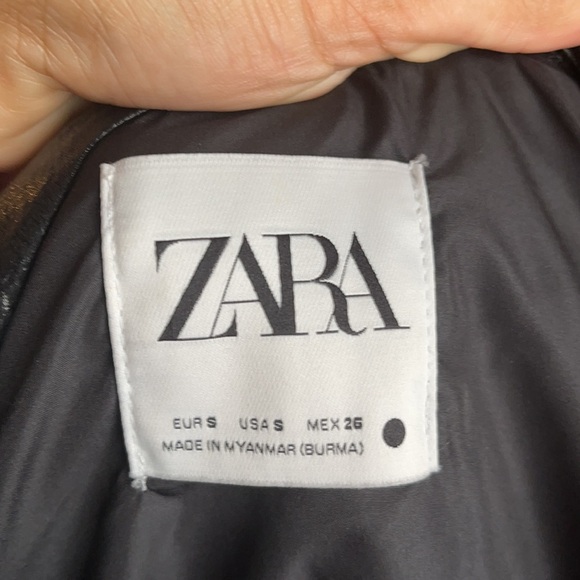 ZARA
EUR S USA S MEX 26
MADE IN MYANMAR (BURMA)